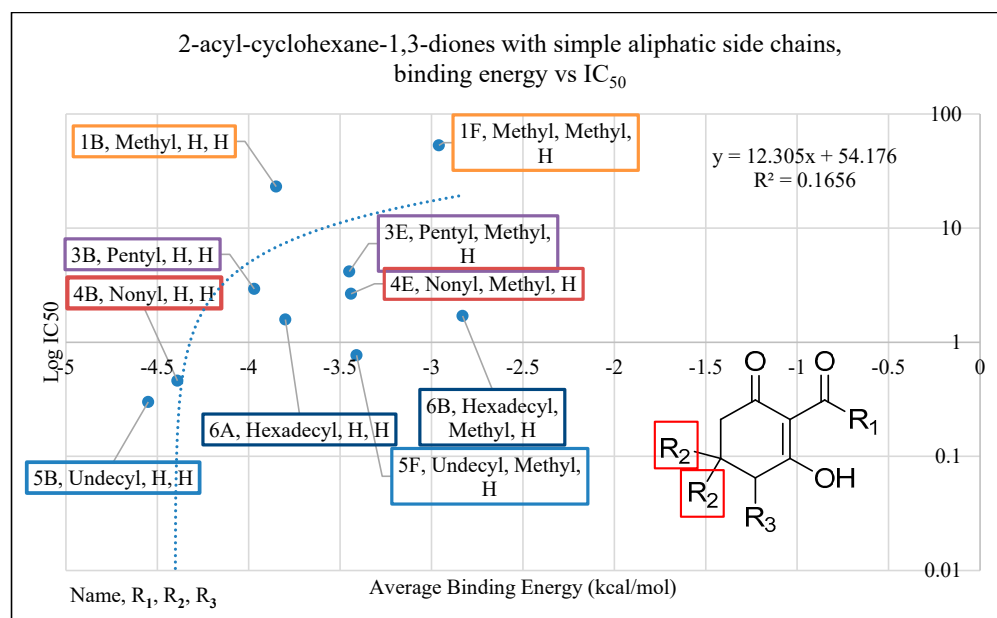 2-acyl-cyclohexane-1,3-diones with simple aliphatic side chains,
binding energy vs IC50
100
1B, Methyl, H, H
1F, Methyl, Methyl,
H
y = 12.305x + 54.176
R² = 0.1656
10
3B, Pentyl, H, H
3E, Pentyl, Methyl,
H
4B, Nonyl, H, H
4E, Nonyl, Methyl, H
Log IC50
1
-5
-4.5
-4
-3.5
-3
-2.5
-2
-1.5
-1
-0.5
0
6A, Hexadecyl, H, H
6B, Hexadecyl,
Methyl, H
5B, Undecyl, H, H
5F, Undecyl, Methyl,
H
O
O
R1
R2
R2
OH
R3
0.1
0.01
Name, R1, R2, R3
Average Binding Energy (kcal/mol)